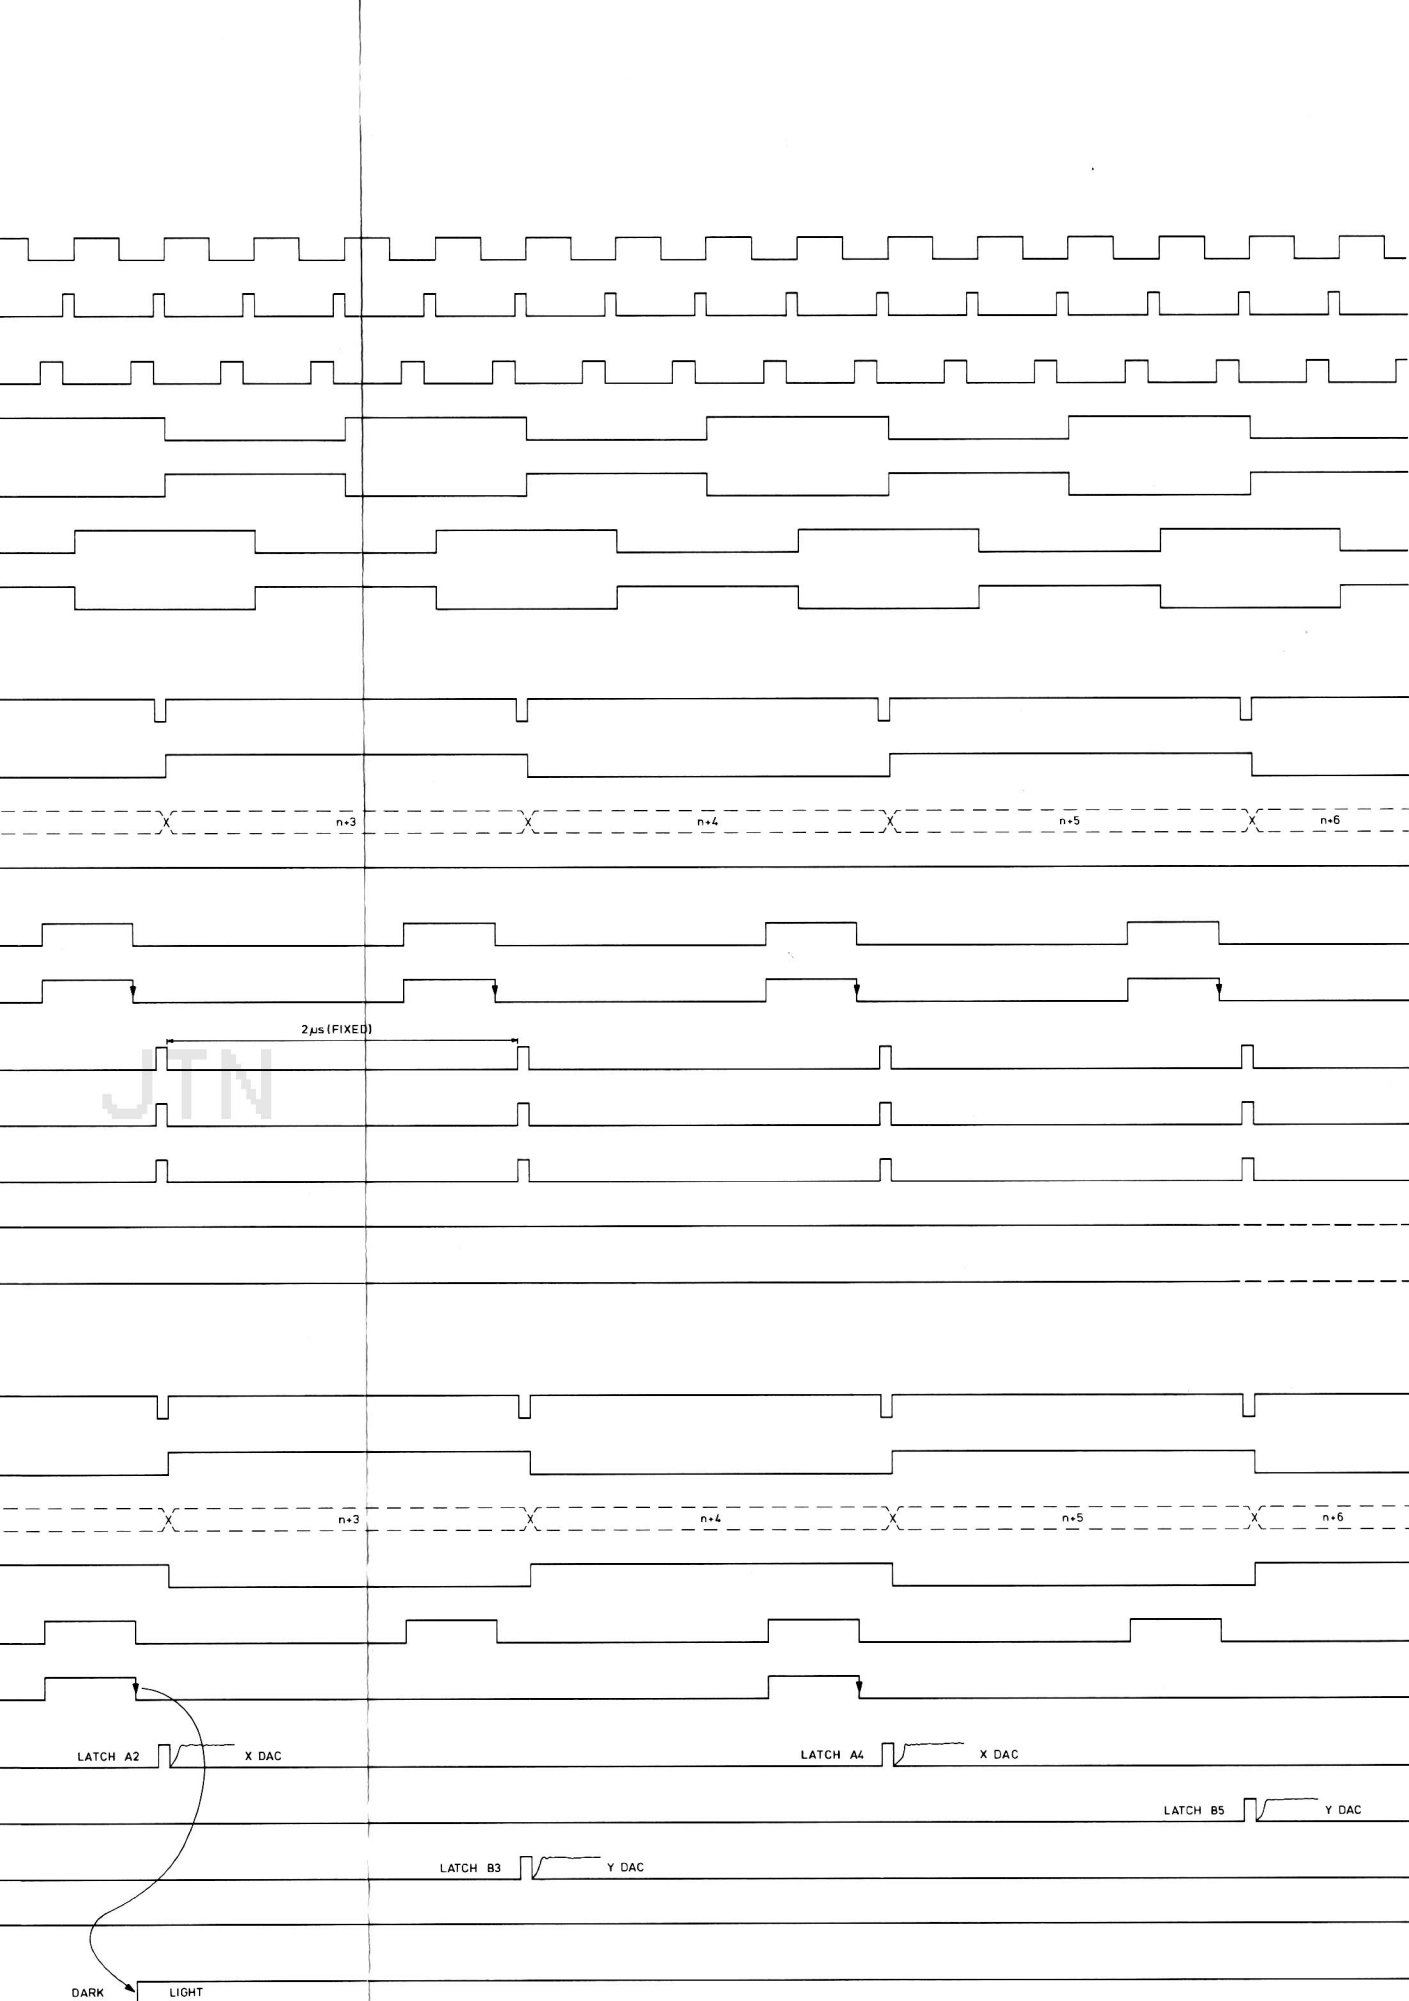 n+3 n+4 n+5 n+6
2µs (FIXED)
JTN
n+3 n+4 n+5 n+6
LATCH A2 X DAC LATCH A4 X DAC
LATCH B5 Y DAC
LATCH B3 Y DAC
DARK LIGHT